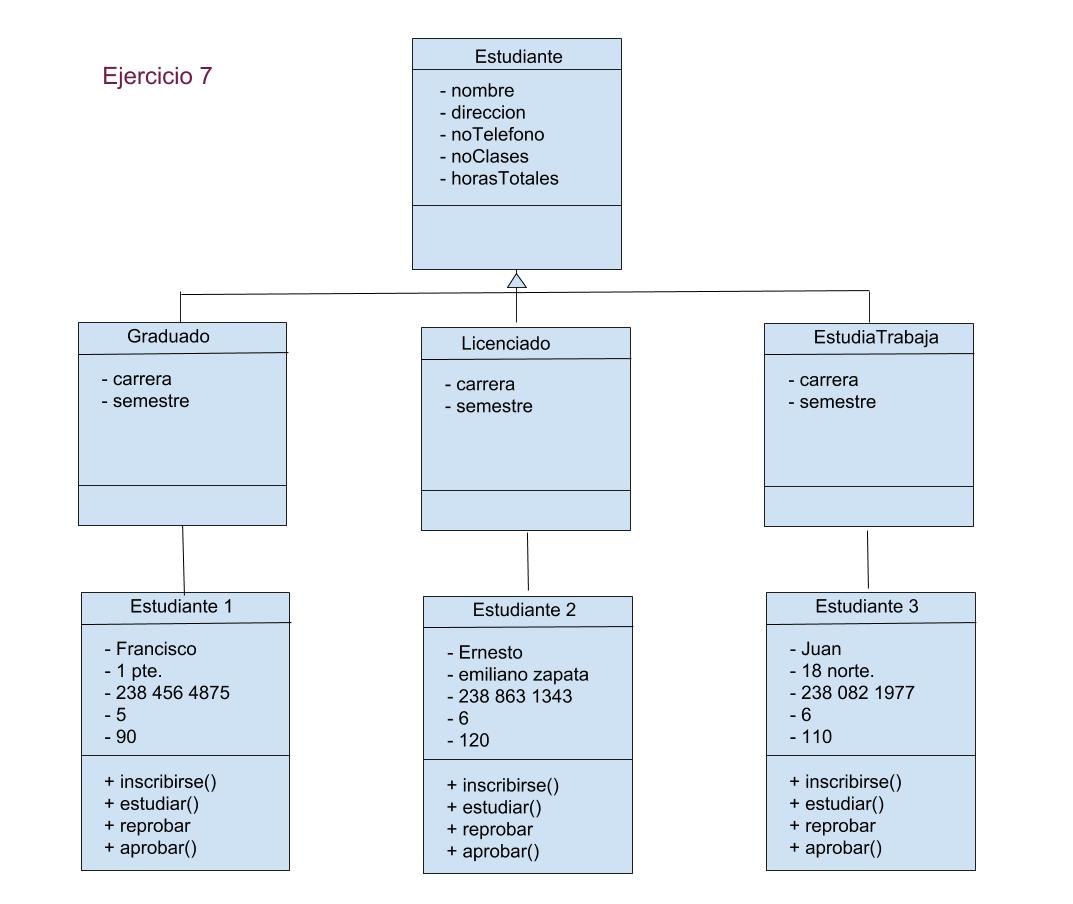 Ejercicio 7
Estudiante
- nombre
- direccion
- noTelefono
- noClases
- horasTotales
Graduado
- carrera
- semestre
Licenciado
- carrera
- semestre
EstudiaTrabaja
- carrera
- semestre
Estudiante 1
- Francisco
- 1 pte.
- 238 456 4875
- 5
- 90
+ inscribirse()
+ estudiar()
+ reprobar
+ aprobar()
Estudiante 2
- Ernesto
- emiliano zapata
- 238 863 1343
- 6
- 120
+ inscribirse()
+ estudiar()
+ reprobar
+ aprobar()
Estudiante 3
- Juan
- 18 norte.
- 238 082 1977
- 6
- 110
+ inscribirse()
+ estudiar()
+ reprobar
+ aprobar()